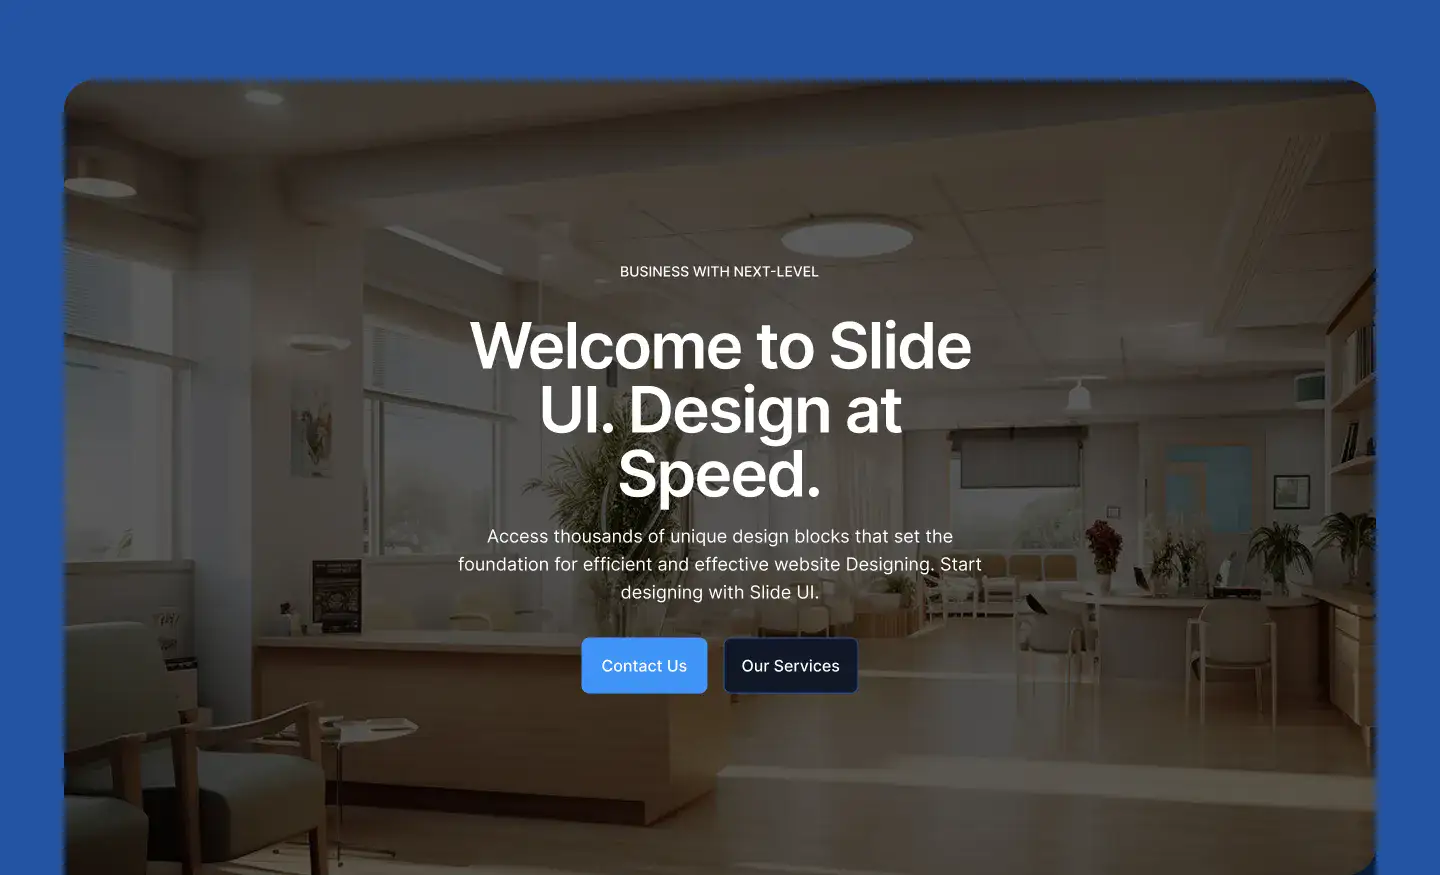 BUSINESS WITH NEXT-LEVEL
Welcome to Slide
UI. Design at
Speed.
Access thousands of unique design blocks that set the
foundation for efficient and effective website Designing. Start
designing with Slide UI.
Contact Us
Our Services